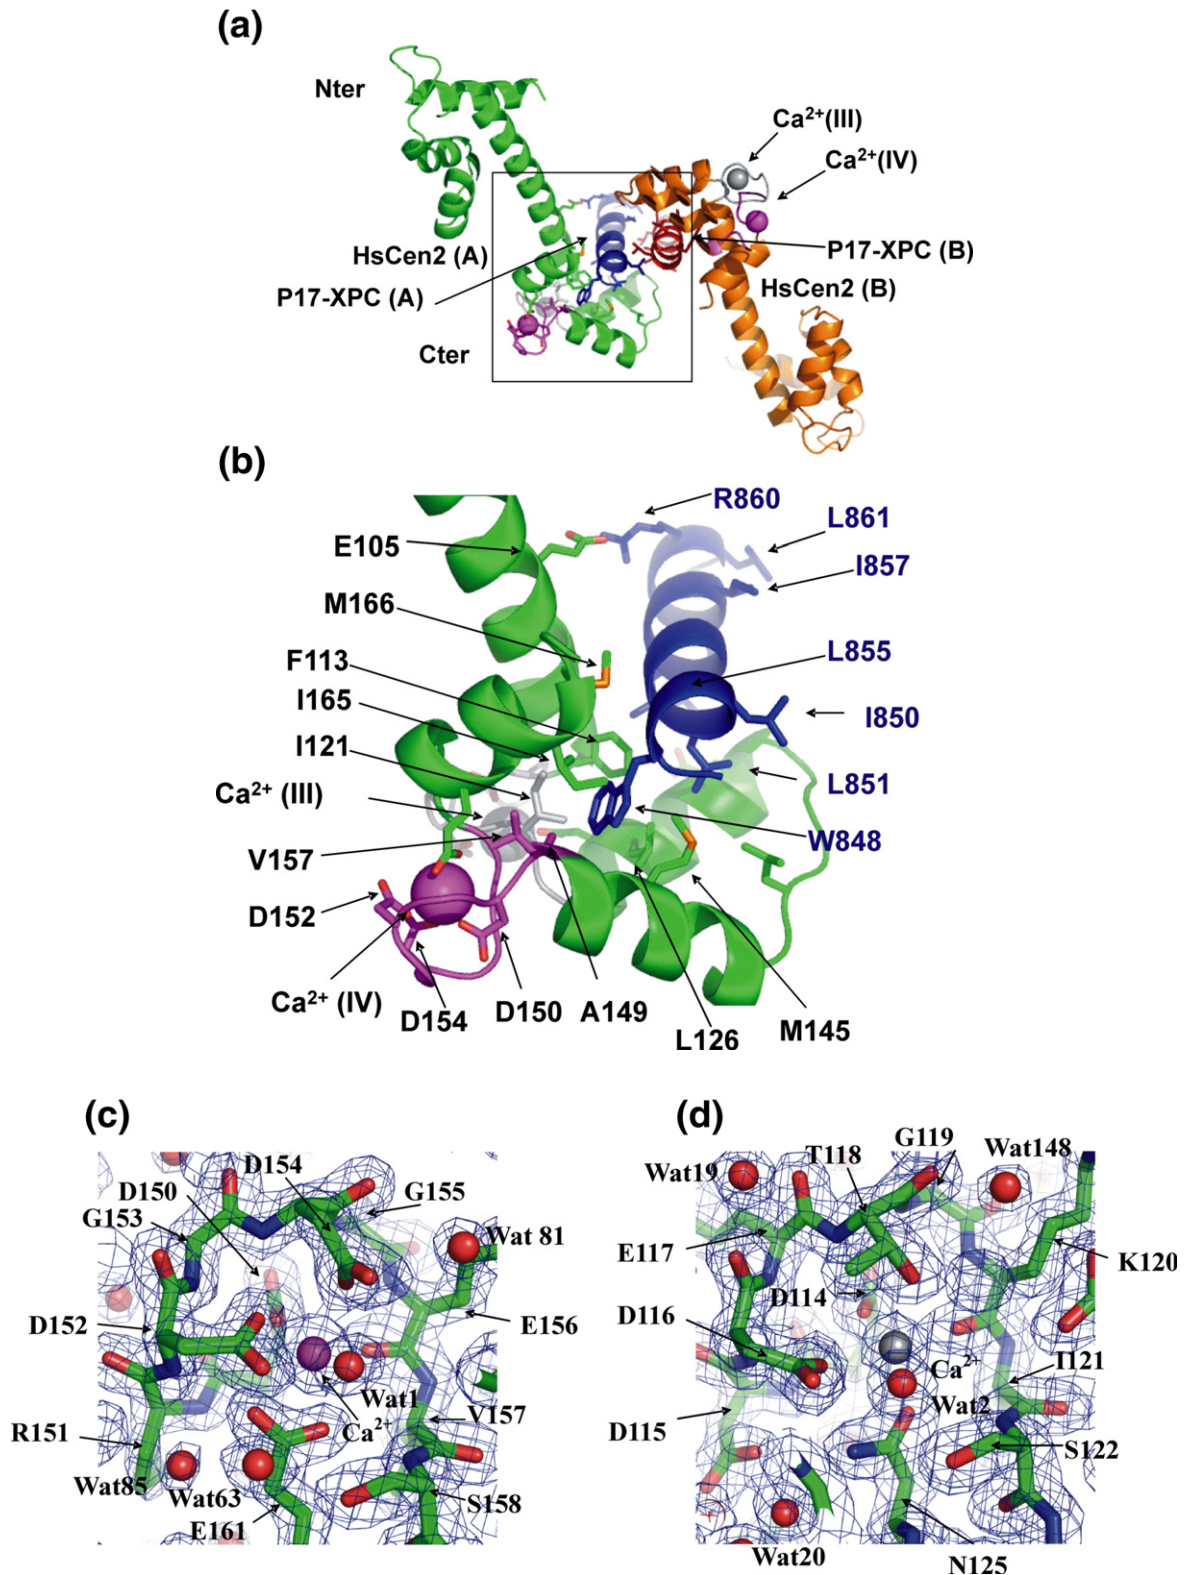 (a)
Nter
Ca²⁺(III)
Ca²⁺(IV)
HsCen2 (A)
P17-XPC (B)
P17-XPC (A)
HsCen2 (B)
Cter
(b)
R860
L861
E105
I857
M166
F113
L855
I165
I850
I121
Ca²⁺ (III)
L851
W848
V157
D152
Ca²⁺ (IV)
D154
D150
A149
L126
M145
(c)
D154
D150
G155
G153
Wat 81
D152
E156
Wat1
Ca²⁺
V157
R151
Wat85
Wat63
S158
E161
(d)
G119
T118
Wat148
Wat19
E117
K120
D114
D116
Ca²⁺
I121
Wat2
D115
S122
Wat20
N125